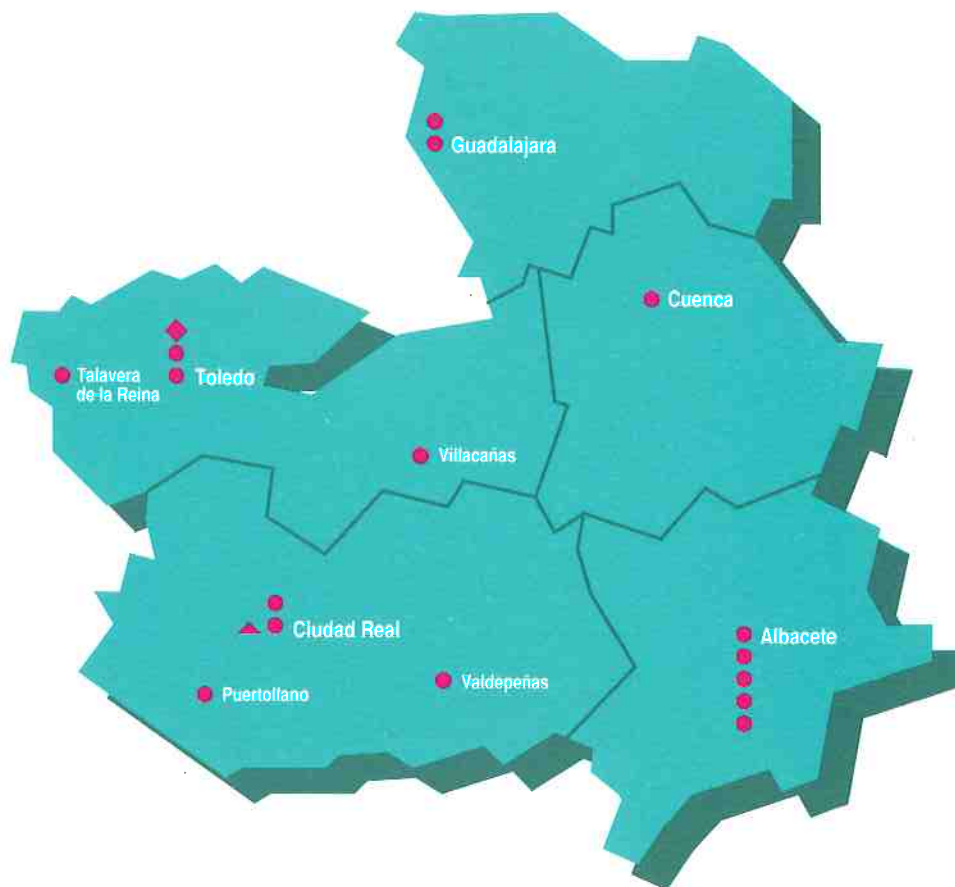 Guadalajara
Cuenca
Talavera
de la Reina
Toledo
Villacañas
Ciudad Real
Albacete
Puertollano
Valdepeñas